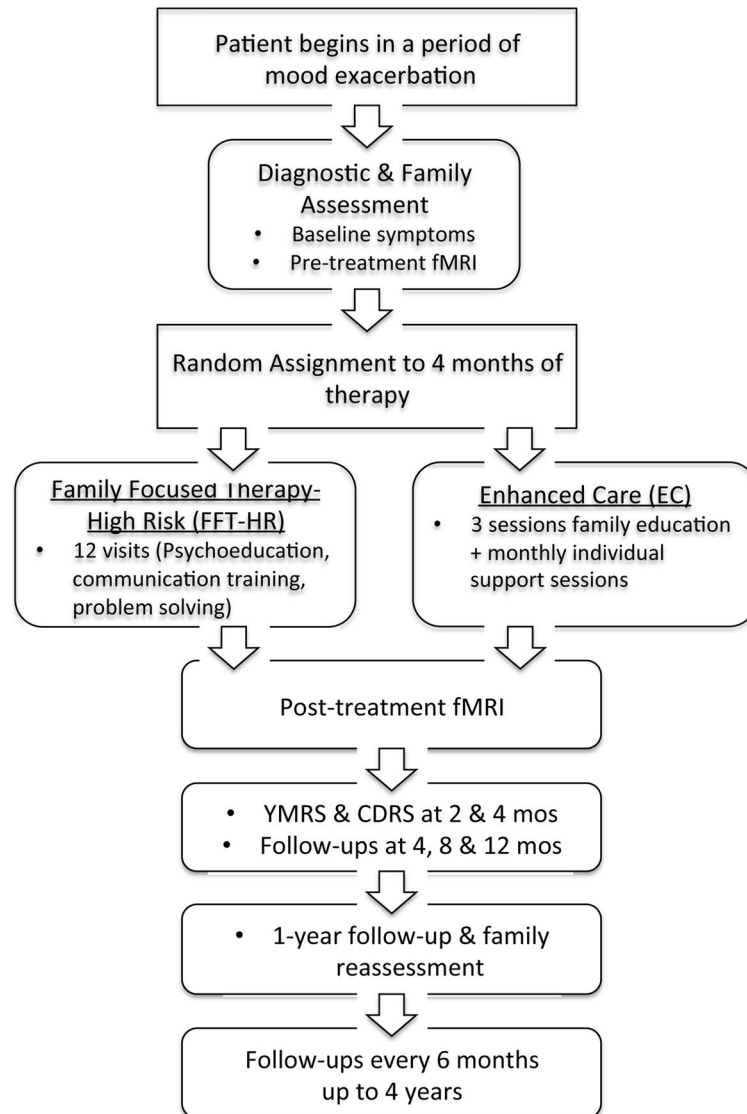 Patient begins in a period of
mood exacerbation
Diagnostic & Family
Assessment
• Baseline symptoms
• Pre-treatment fMRI
Random Assignment to 4 months of
therapy
Family Focused Therapy-
High Risk (FFT-HR)
• 12 visits (Psychoeducation,
communication training,
problem solving)
Enhanced Care (EC)
• 3 sessions family education
+ monthly individual
support sessions
Post-treatment fMRI
• YMRS & CDRS at 2 & 4 mos
• Follow-ups at 4, 8 & 12 mos
• 1-year follow-up & family
reassessment
Follow-ups every 6 months
up to 4 years